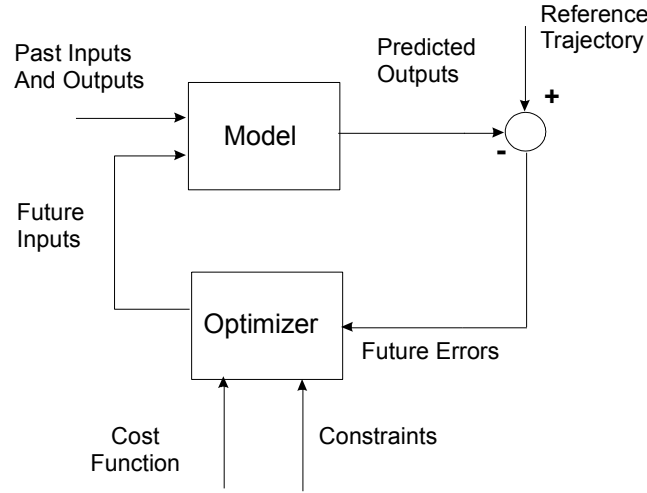 Reference
Trajectory
Past Inputs
And Outputs
Predicted
Outputs
+
Model
-
Future
Inputs
Optimizer
Future Errors
Cost
Function
Constraints